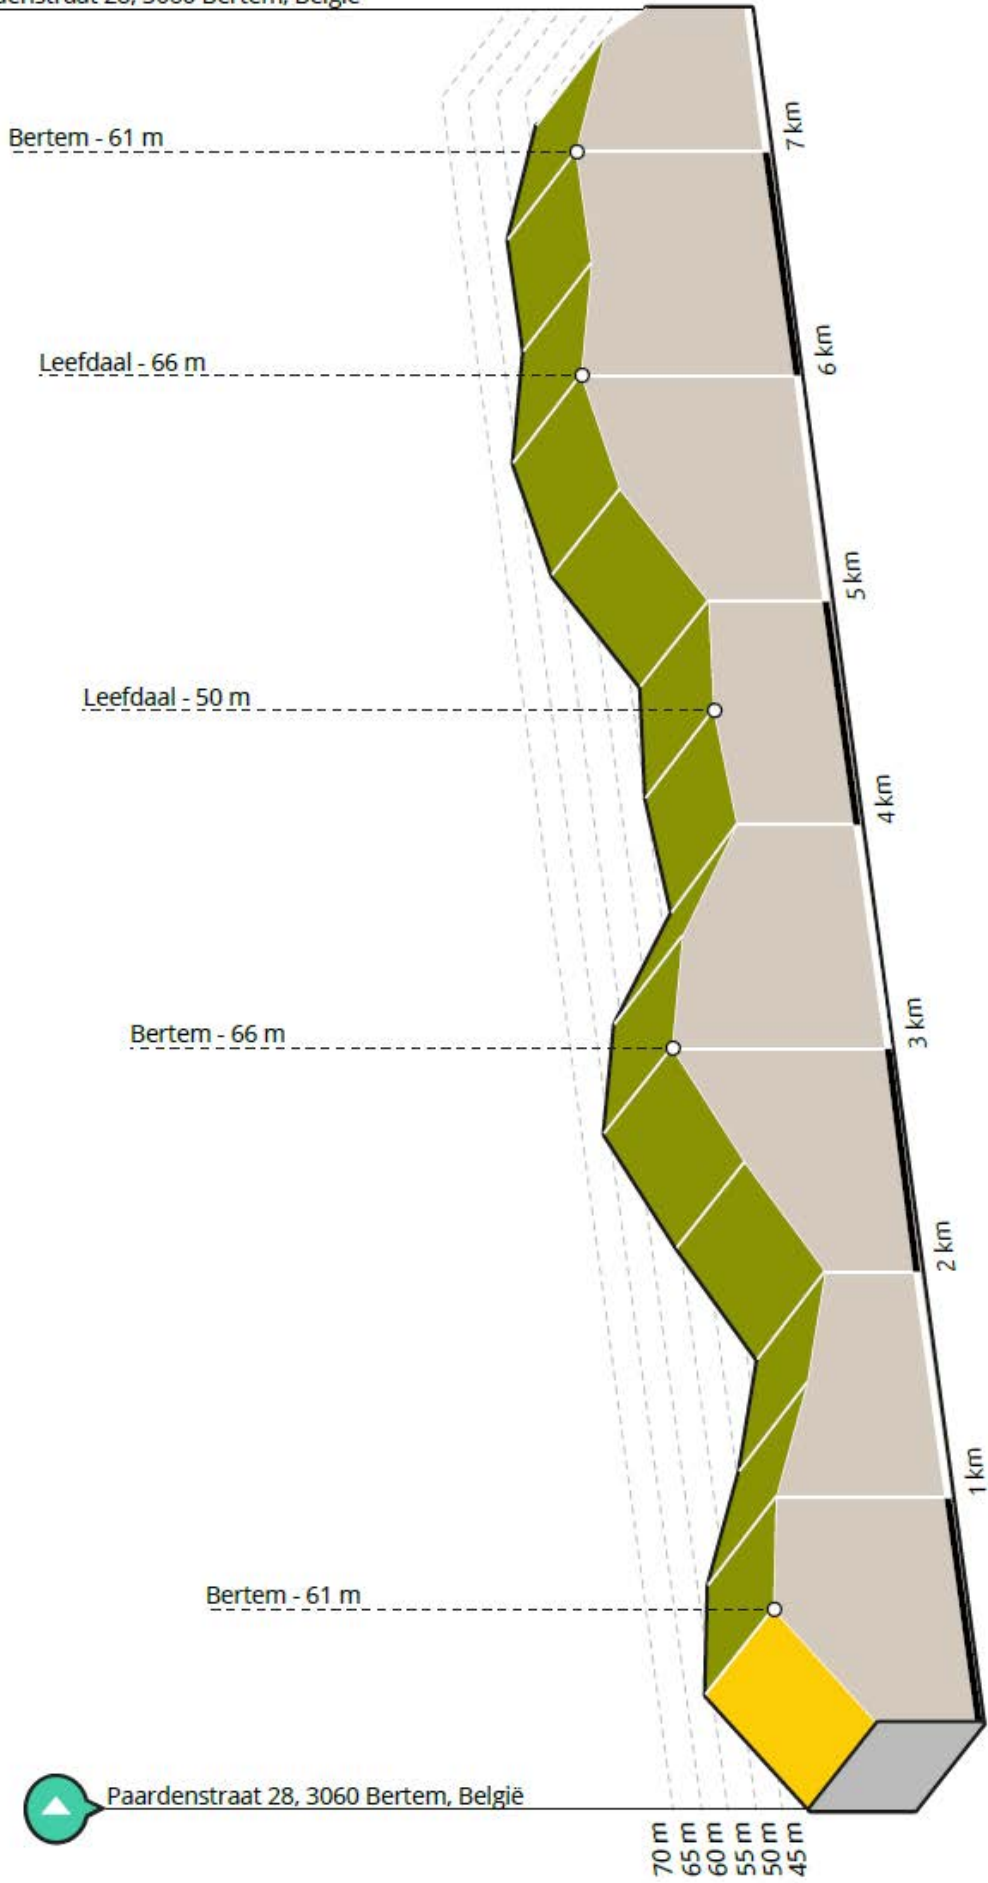 Bertem - 61 m
7 km
Leefdaal - 66 m
6 km
5 km
Leefdaal - 50 m
4 km
Bertem - 66 m
3 km
2 km
1 km
Bertem - 61 m
Paardenstraat 28, 3060 Bertem, België
70 m
65 m
60 m
55 m
50 m
45 m